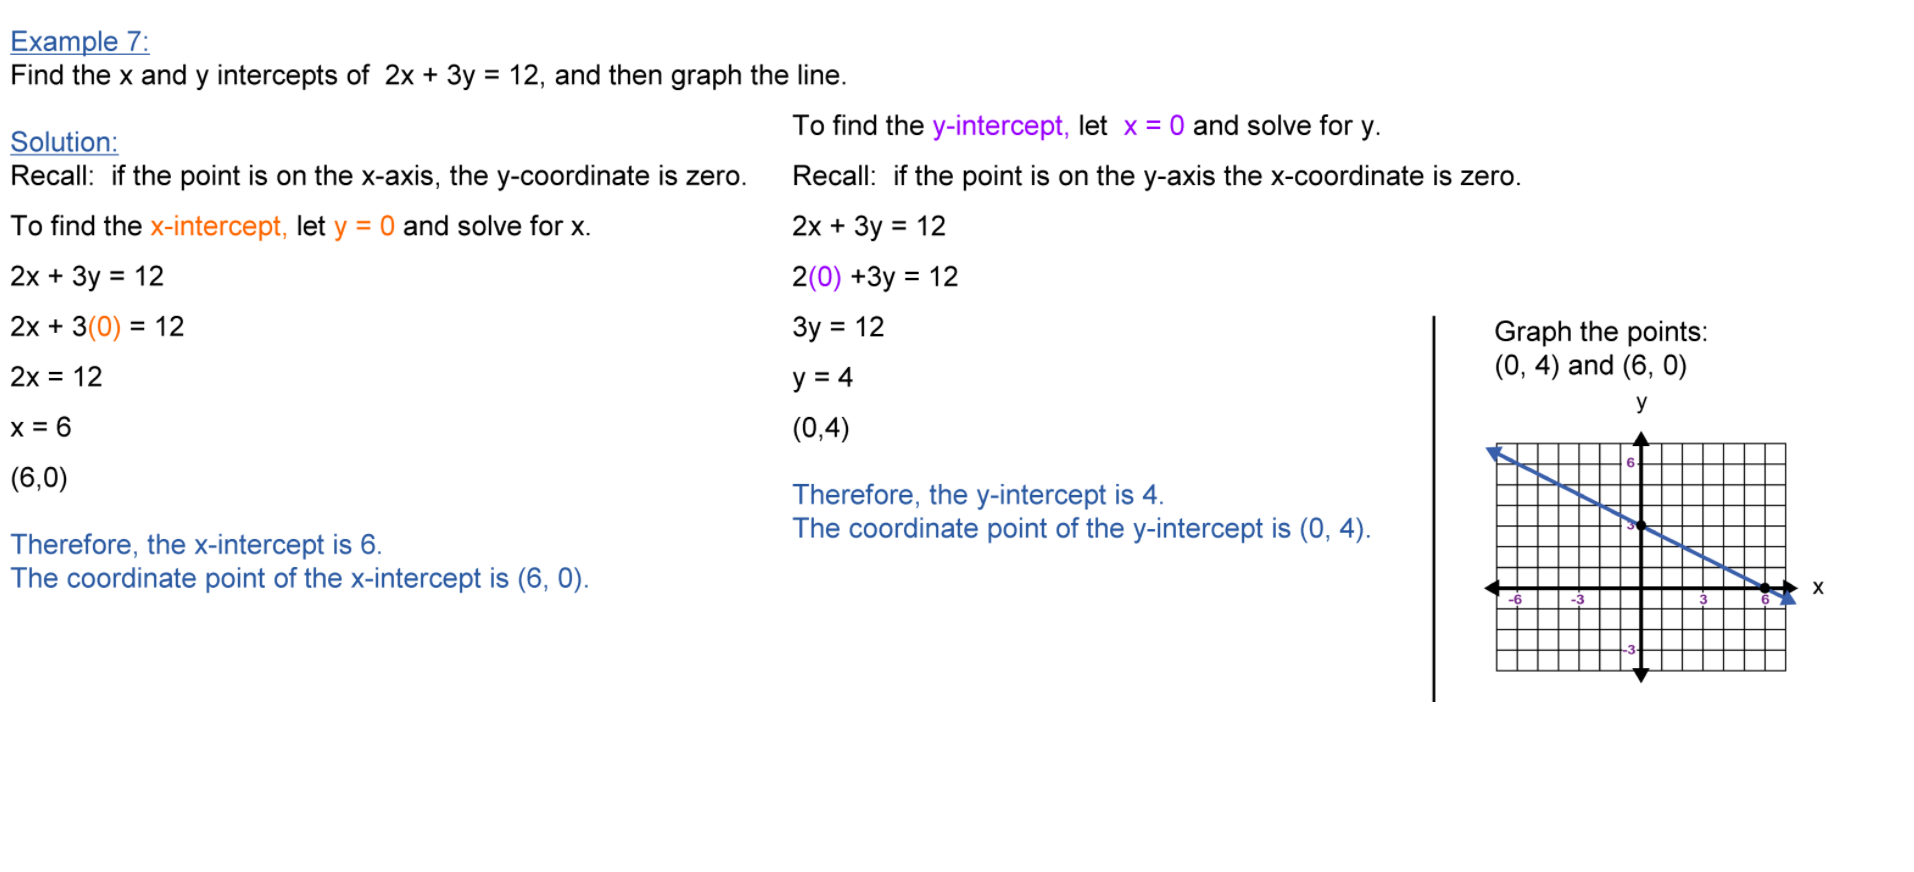 Example 7:
Find the x and y intercepts of  2x + 3y = 12, and then graph the line.
Solution:
Recall:  if the point is on the x-axis, the y-coordinate is zero.
To find the x-intercept, let y = 0 and solve for x.
2x + 3y = 12
2x + 3(0) = 12
2x = 12
x = 6
(6,0)
Therefore, the x-intercept is 6.
The coordinate point of the x-intercept is (6, 0).
To find the y-intercept, let  x = 0 and solve for y.
Recall:  if the point is on the y-axis the x-coordinate is zero.
2x + 3y = 12
2(0) +3y = 12
3y = 12
y = 4
(0,4)
Therefore, the y-intercept is 4.
The coordinate point of the y-intercept is (0, 4).
Graph the points:
(0, 4) and (6, 0)
y
6
3
x
-6 -3 3 6
-3